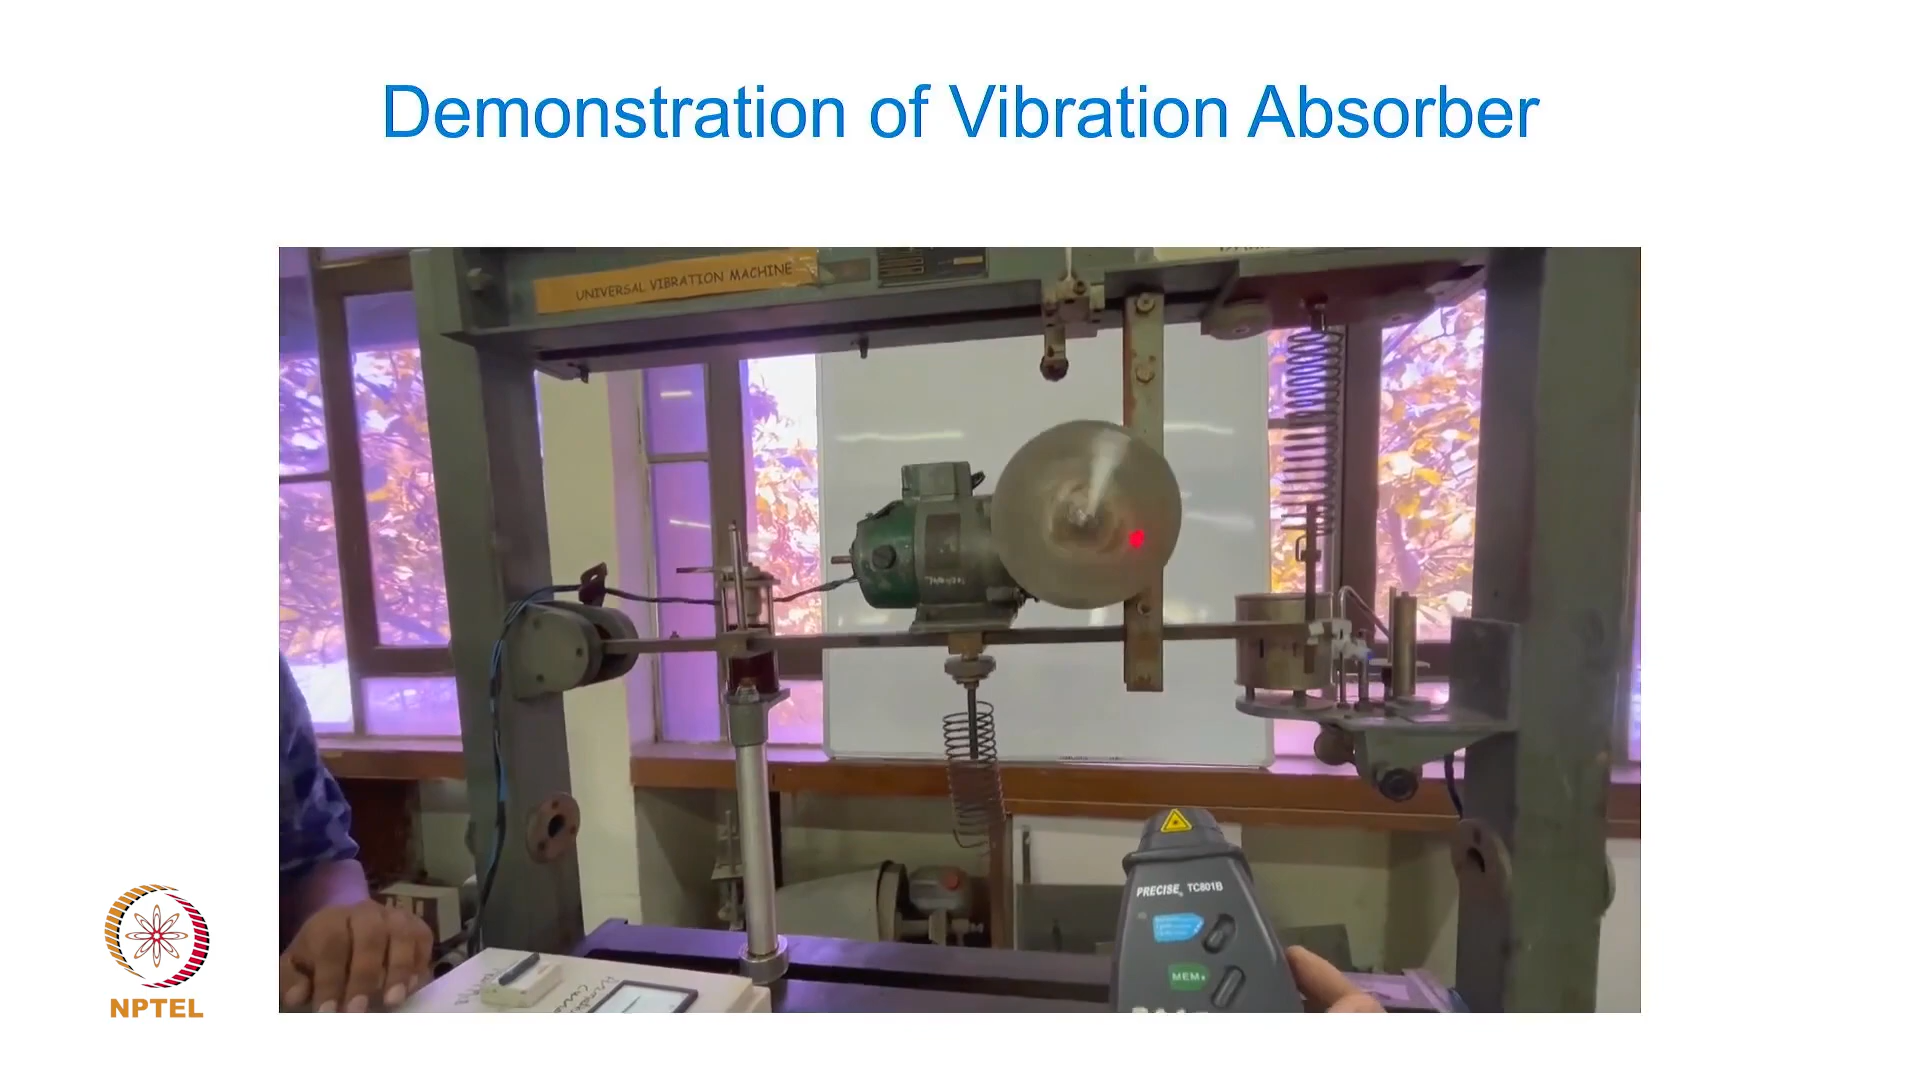 Demonstration of Vibration Absorber
UNIVERSAL VIBRATION MACHINE
PRECISE TC801B
MEM
NPTEL